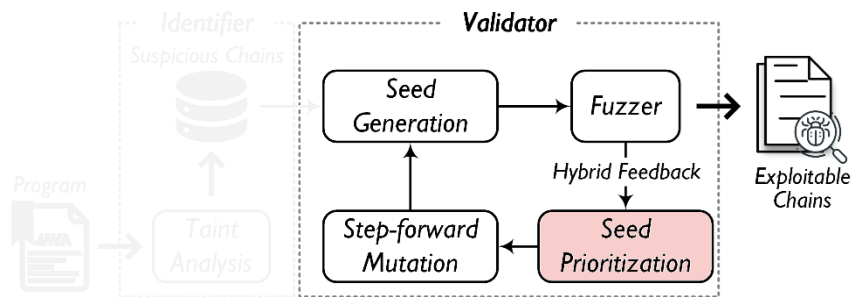 Identifier
Validator
Suspicious Chains
Seed
Generation
Fuzzer
Hybrid Feedback
Exploitable
Chains
Program
JAVA
Taint
Analysis
Step-forward
Mutation
Seed
Prioritization